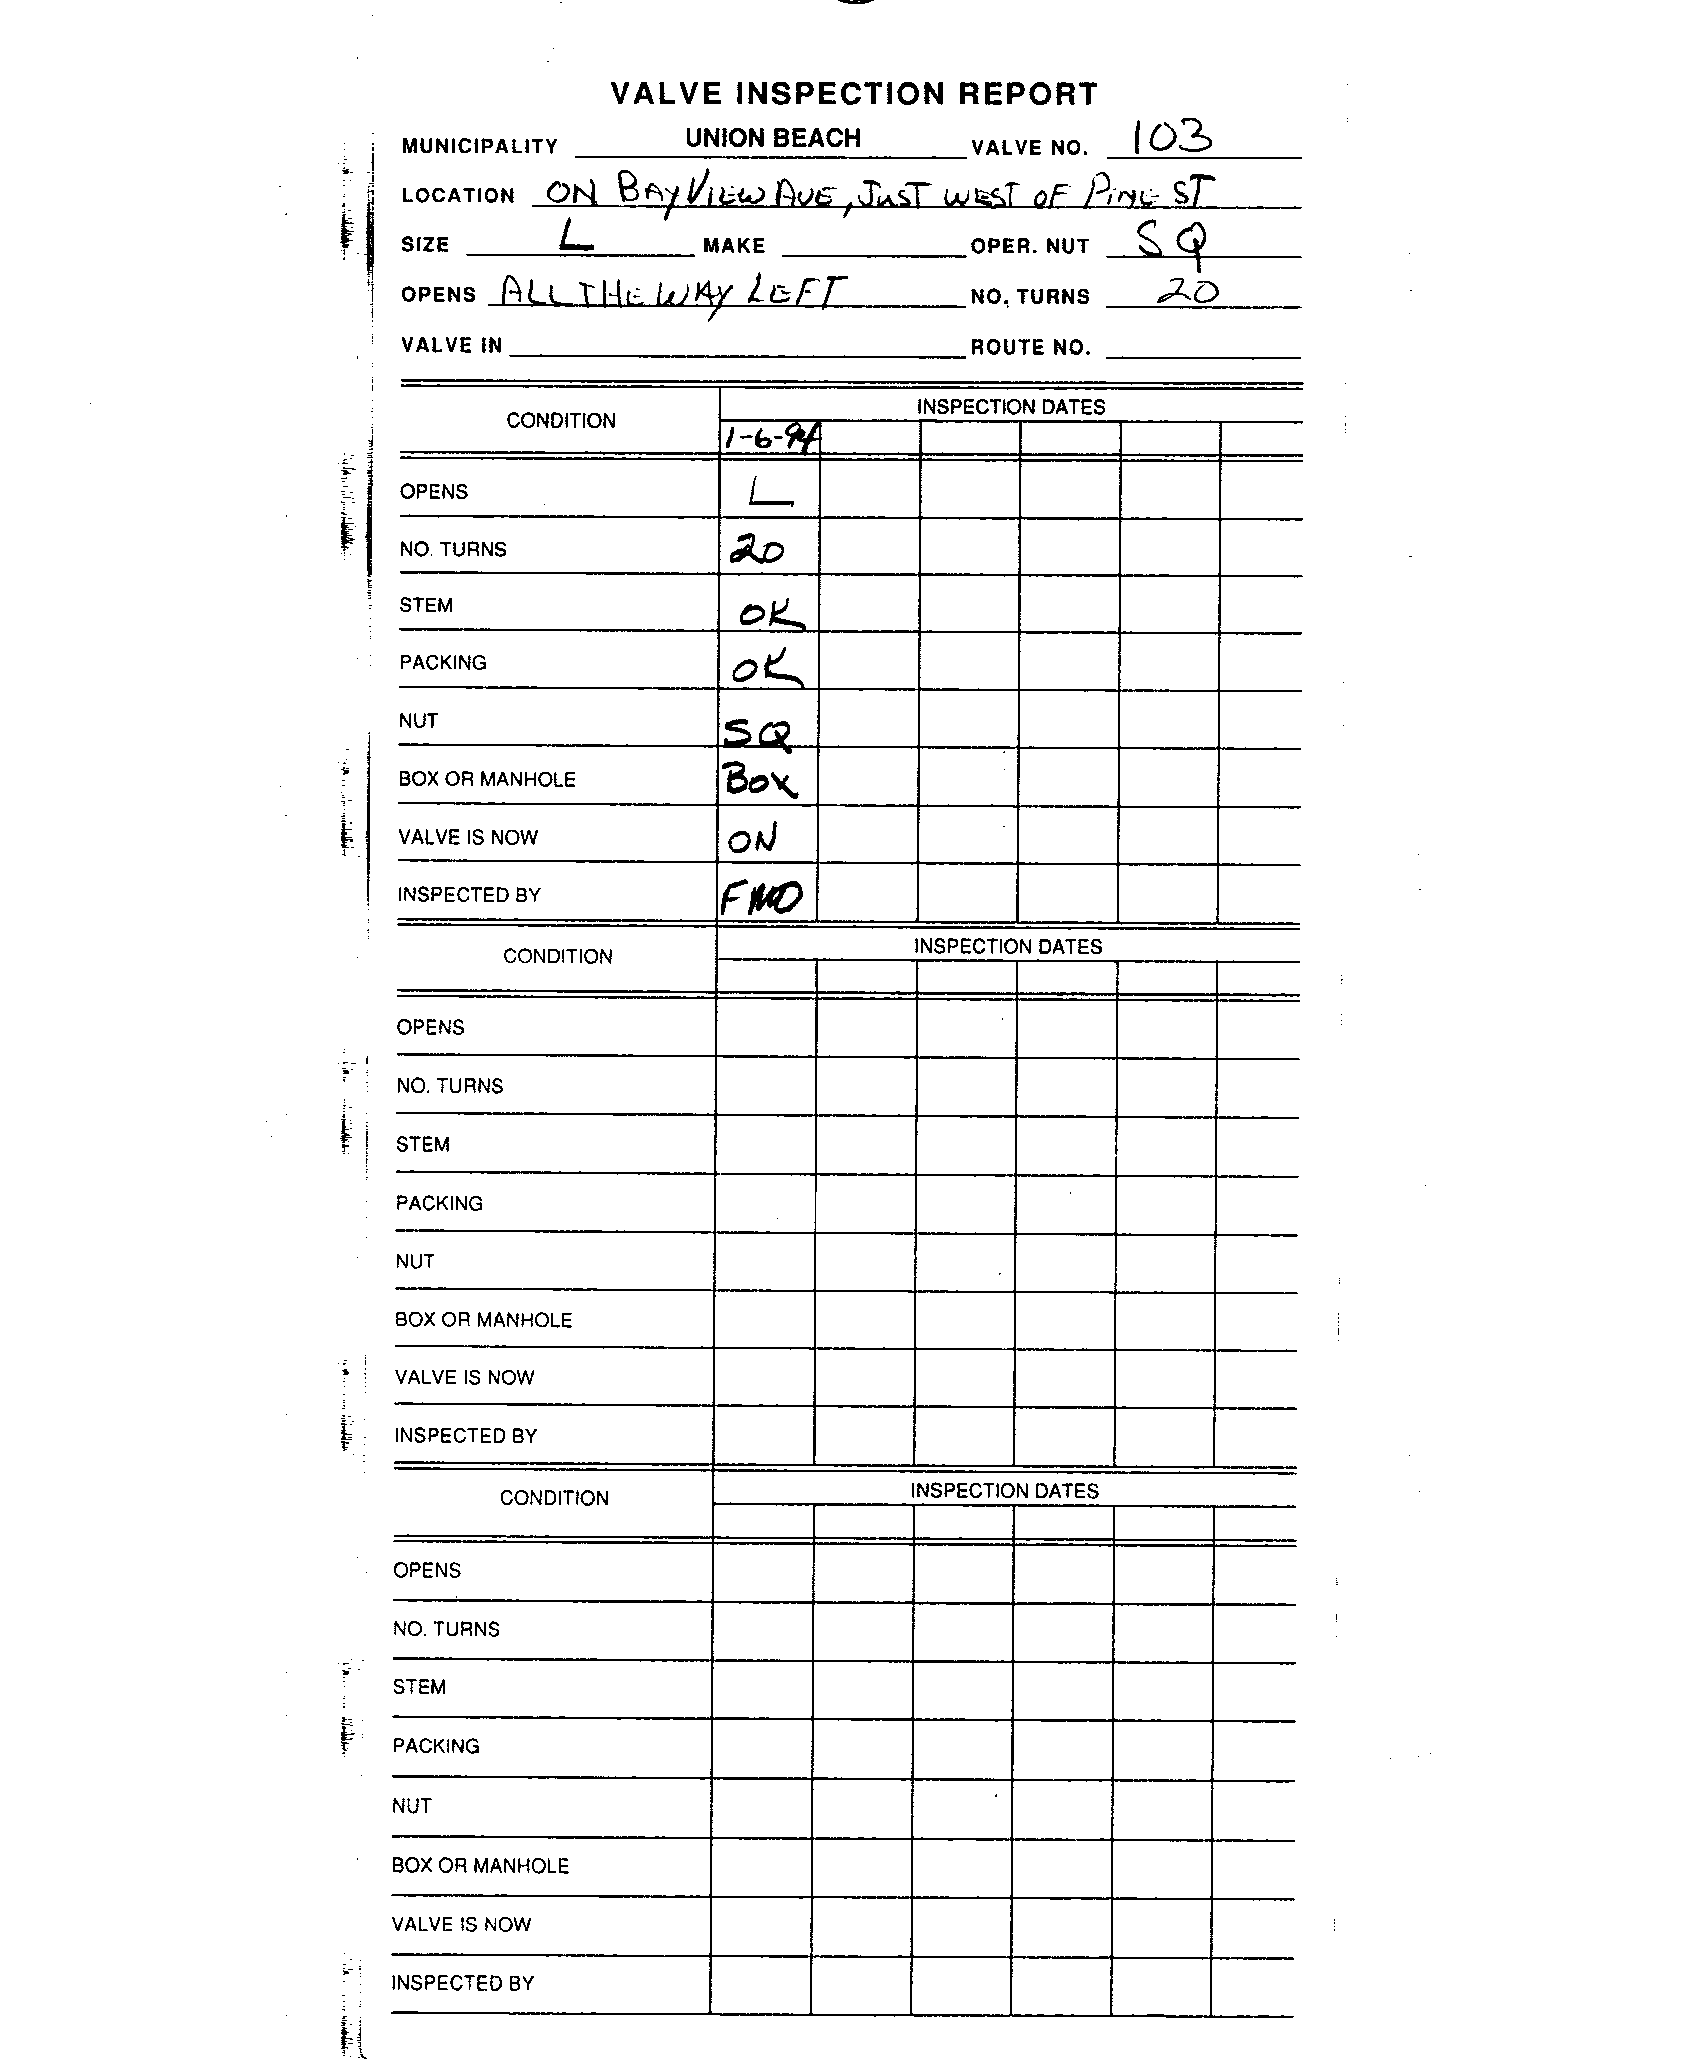 VALVE INSPECTION REPORT
MUNICIPALITY UNION BEACH VALVE NO. 103
LOCATION ON BAYVIEW AVE, JUST WEST OF PINE ST
SIZE L MAKE OPER. NUT SQ
OPENS ALL THE WAY LEFT NO. TURNS 20
VALVE IN ROUTE NO.
CONDITION INSPECTION DATES
1-6-94
OPENS L
NO. TURNS 20
STEM OK
PACKING OK
NUT SQ
BOX OR MANHOLE BOX
VALVE IS NOW ON
INSPECTED BY FMO
CONDITION INSPECTION DATES
OPENS
NO. TURNS
STEM
PACKING
NUT
BOX OR MANHOLE
VALVE IS NOW
INSPECTED BY
CONDITION INSPECTION DATES
OPENS
NO. TURNS
STEM
PACKING
NUT
BOX OR MANHOLE
VALVE IS NOW
INSPECTED BY